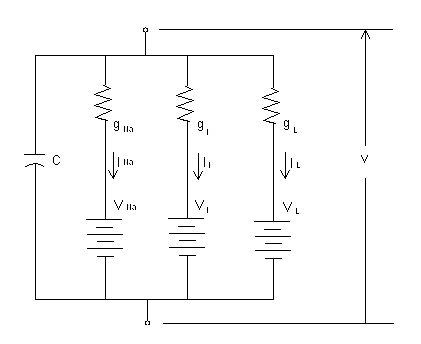 g Na g I g L
C
I Na I I I L
V
V Na V I V L